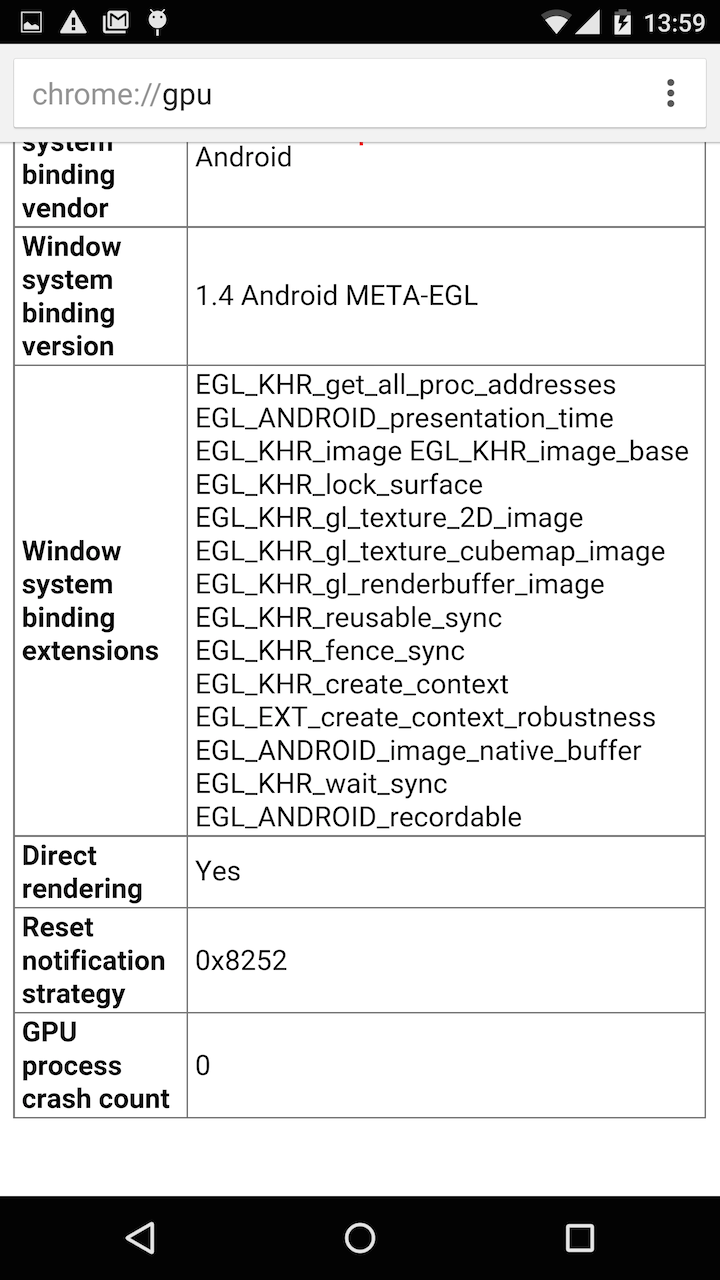 13:59
chrome://gpu
system
binding
vendor
Android
Window
system
binding
version
1.4 Android META-EGL
Window
system
binding
extensions
EGL_KHR_get_all_proc_addresses
EGL_ANDROID_presentation_time
EGL_KHR_image EGL_KHR_image_base
EGL_KHR_lock_surface
EGL_KHR_gl_texture_2D_image
EGL_KHR_gl_texture_cubemap_image
EGL_KHR_gl_renderbuffer_image
EGL_KHR_reusable_sync
EGL_KHR_fence_sync
EGL_KHR_create_context
EGL_EXT_create_context_robustness
EGL_ANDROID_image_native_buffer
EGL_KHR_wait_sync
EGL_ANDROID_recordable
Direct
rendering
Yes
Reset
notification
strategy
0x8252
GPU
process
crash count
0